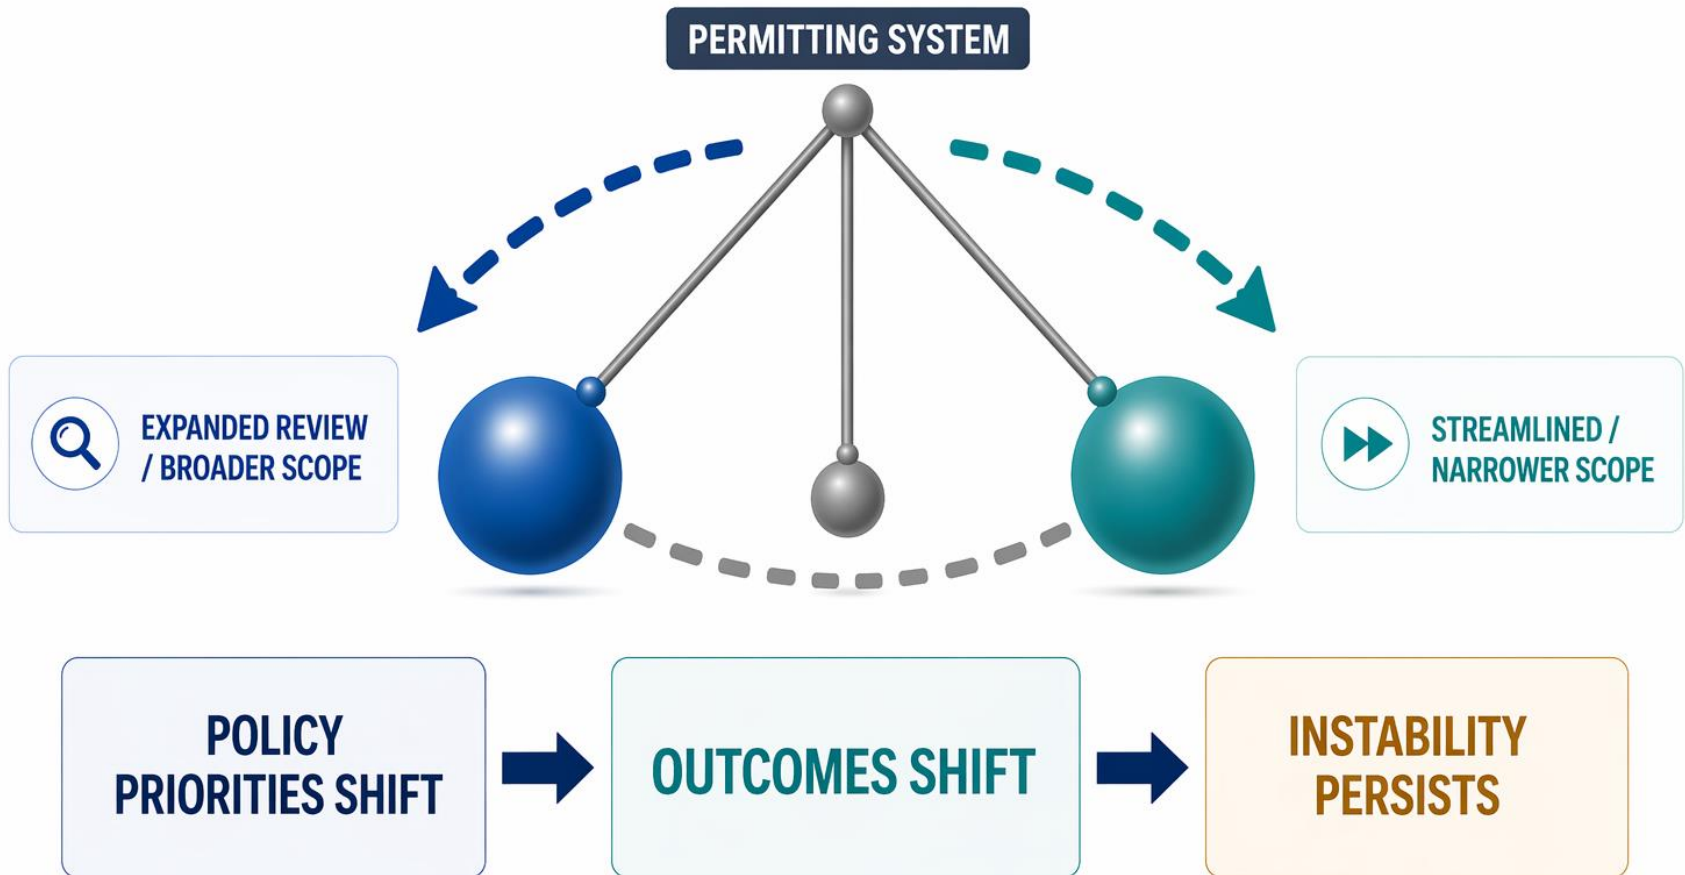 PERMITTING SYSTEM
EXPANDED REVIEW
/ BROADER SCOPE
STREAMLINED /
NARROWER SCOPE
POLICY
PRIORITIES SHIFT
OUTCOMES SHIFT
INSTABILITY
PERSISTS